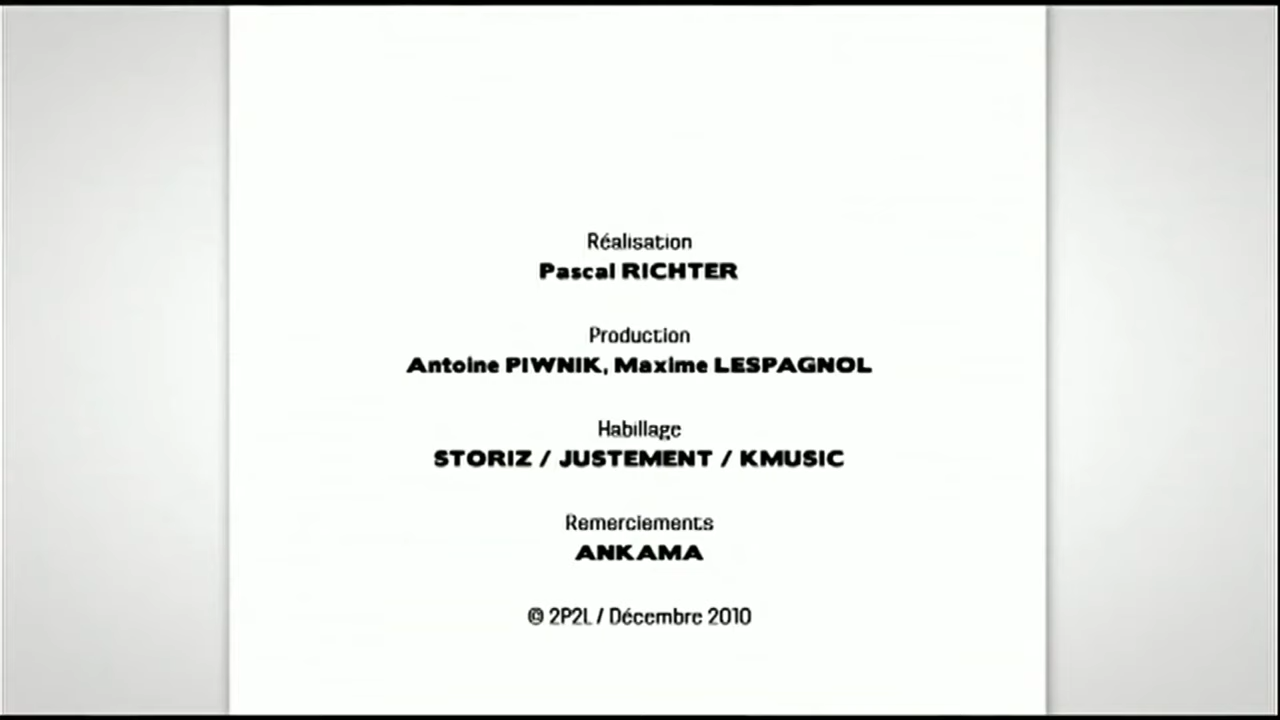 Réalisation
Pascal RICHTER
Production
Antoine PIWNIK, Maxime LESPAGNOL
Habillage
STORIZ / JUSTEMENT / KMUSIC
Remerciements
ANKAMA
© 2P2L / Décembre 2010